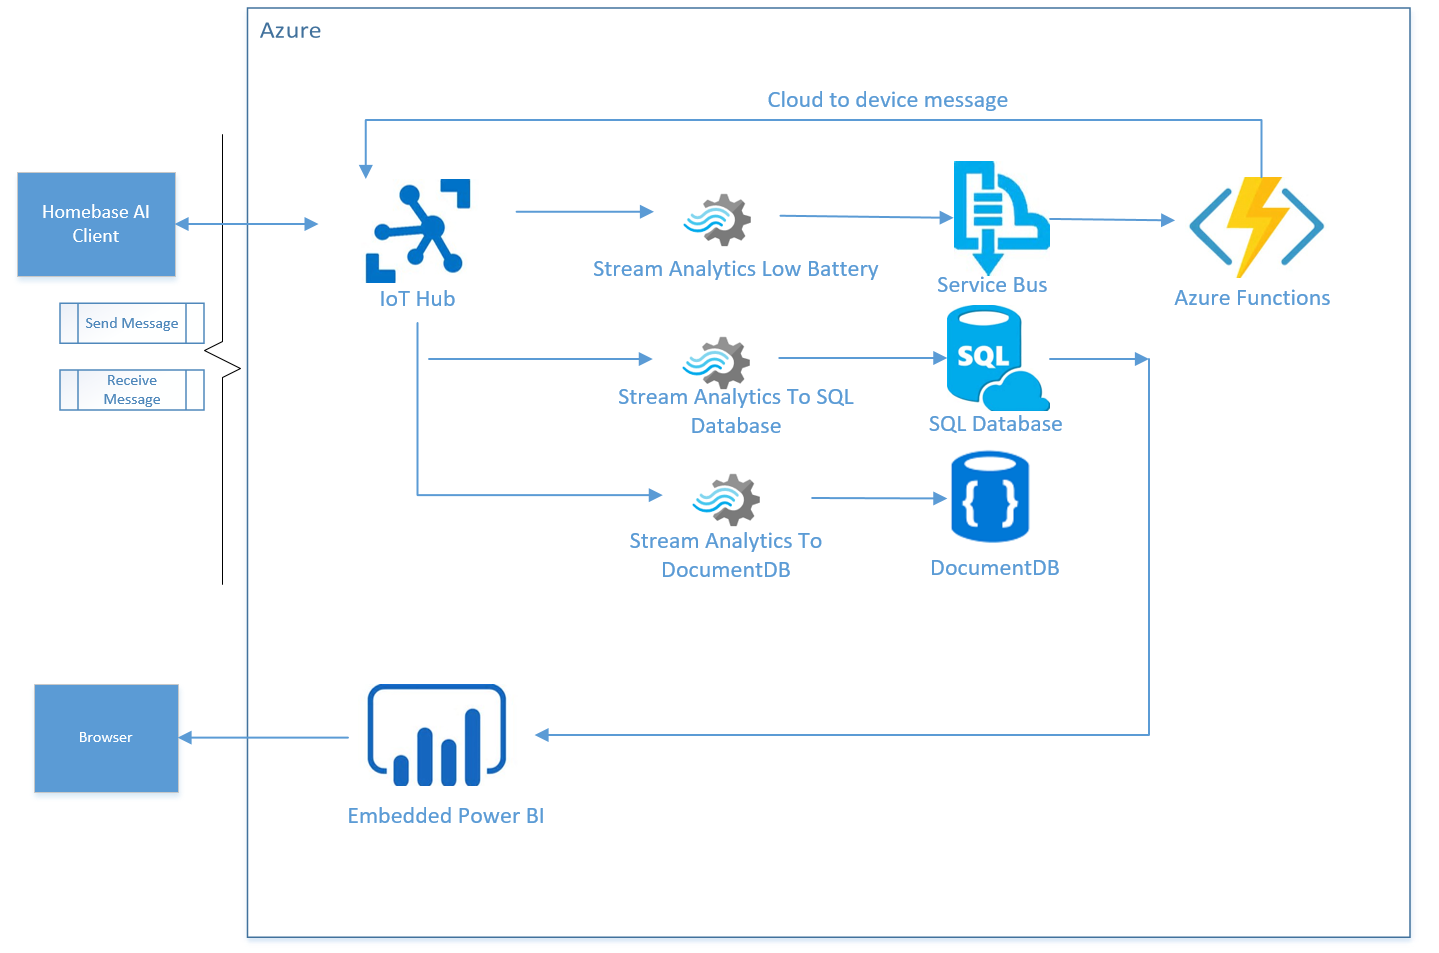 Azure
Cloud to device message
Homebase AI
Client
IoT Hub
Stream Analytics Low Battery
Service Bus
Azure Functions
Send Message
Receive
Message
SQL
Stream Analytics To SQL
Database
SQL Database
{ }
Stream Analytics To
DocumentDB
DocumentDB
Browser
Embedded Power BI